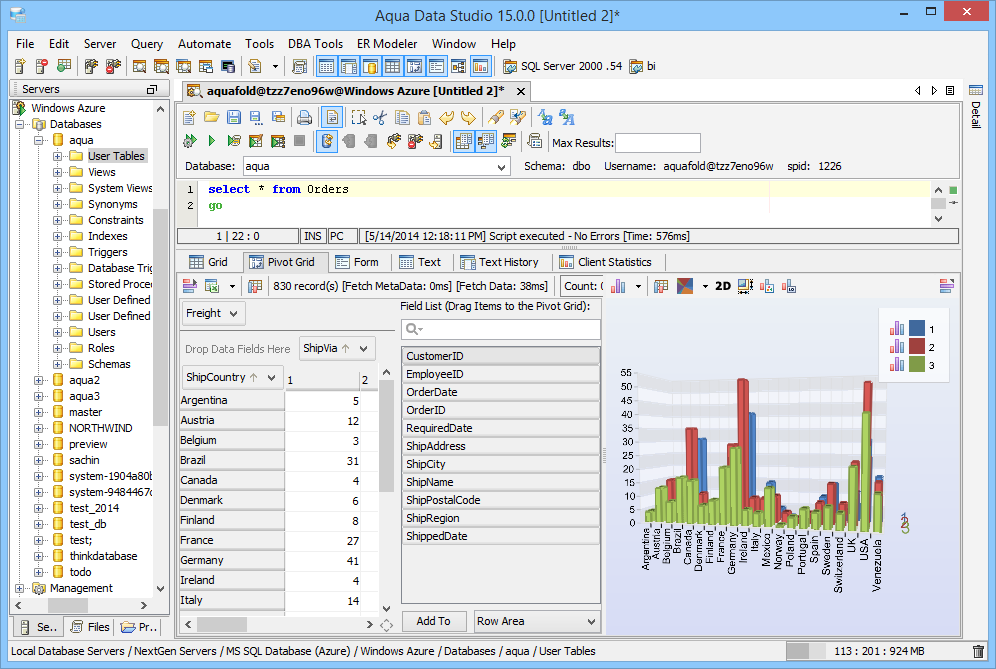 Aqua Data Studio 15.0.0 [Untitled 2]*
File Edit Server Query Automate Tools DBA Tools ER Modeler Window Help
SQL Server 2000 .54 bi
Servers
Windows Azure
Databases
aqua
User Tables
Views
System Views
Synonyms
Constraints
Indexes
Triggers
Database Trig
Stored Proce
User Defined
User Defined
Users
Roles
Schemas
aqua2
aqua3
master
NORTHWIND
preview
sachin
system-1904a80b
system-9484467c
test_2014
test_db
test;
thinkdatabase
todo
Management
Se.. Files Pr..
aquafold@tzz7eno96w@Windows Azure [Untitled 2]*
Detail
Max Results:
Database: aqua Schema: dbo Username: aquafold@tzz7eno96w spid: 1226
1 select * from Orders
2 go
1 | 22 : 0 INS PC [5/14/2014 12:18:11 PM] Script executed - No Errors [Time: 576ms]
Grid Pivot Grid Form Text Text History Client Statistics
830 record(s) [Fetch MetaData: 0ms] [Fetch Data: 38ms] Count: 2D
Freight
Drop Data Fields Here ShipVia
ShipCountry 1 2
Argentina 5
Austria 12
Belgium 3
Brazil 31
Canada 4
Denmark 6
Finland 8
France 27
Germany 41
Ireland 4
Italy 14
Field List (Drag Items to the Pivot Grid):
CustomerID
EmployeeID
OrderDate
OrderID
RequiredDate
ShipAddress
ShipCity
ShipName
ShipPostalCode
ShipRegion
ShippedDate
Add To Row Area
1
2
3
55
50
45
40
35
30
25
20
15
10
5
0
Argentina
Austria
Belgium
Brazil
Canada
Denmark
Finland
France
Germany
Ireland
Italy
Mexico
Norway
Poland
Portugal
Spain
Sweden
Switzerland
UK
USA
Venezuela
1
2
3
Local Database Servers / NextGen Servers / MS SQL Database (Azure) / Windows Azure / Databases / aqua / User Tables
113 : 201 : 924 MB